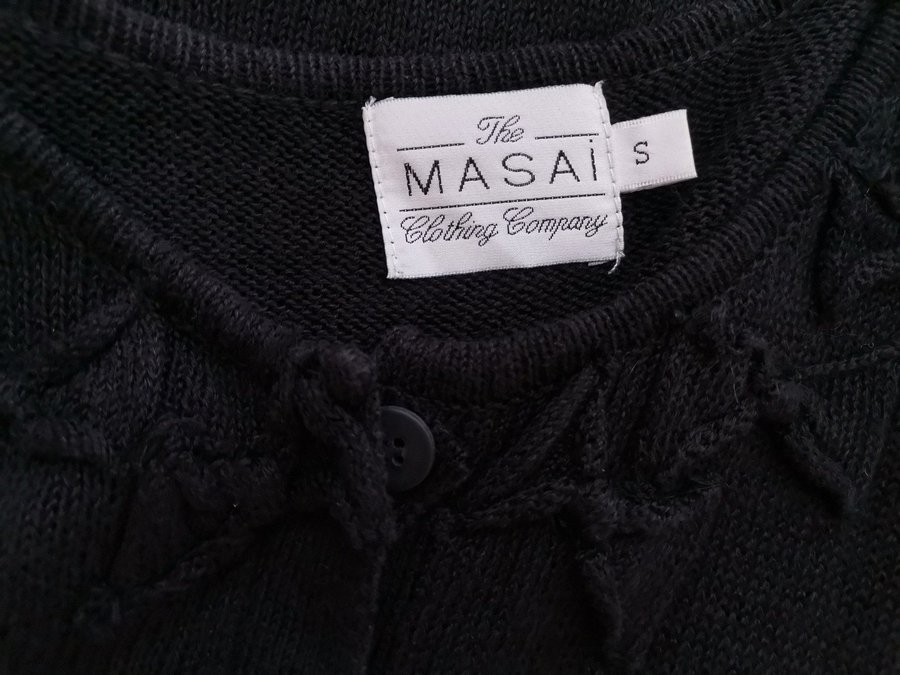 The
MASAi
Clothing Company
S